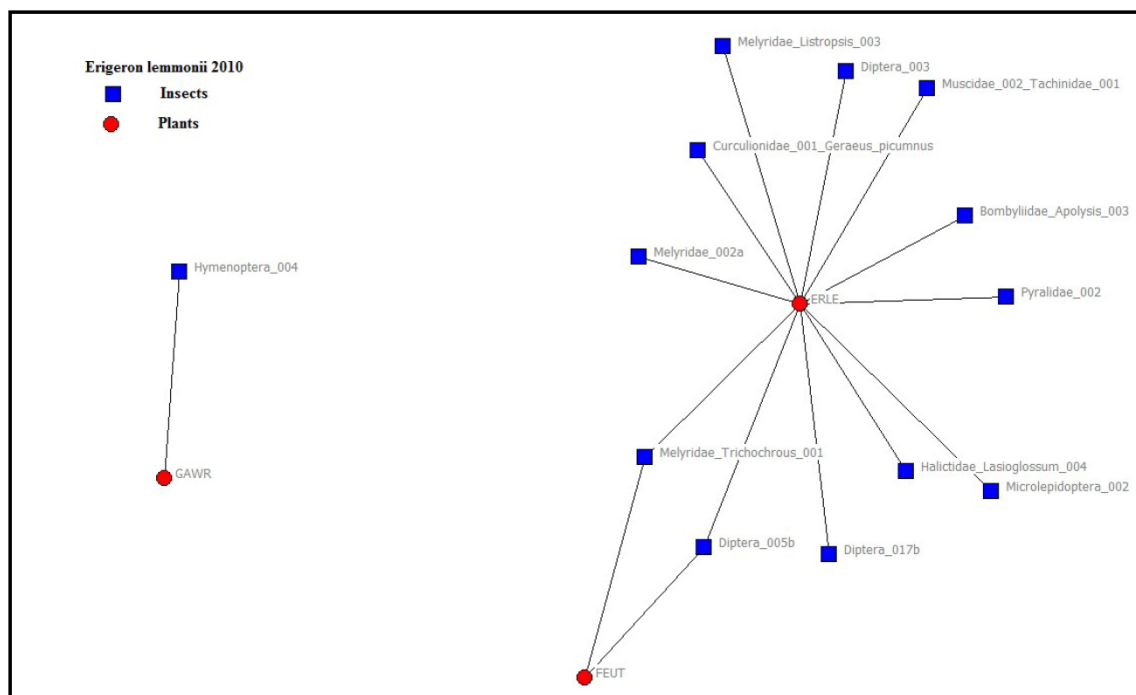 Erigeron lemmonii 2010
Insects
Plants
Melyridae_Listropsis_003
Diptera_003
Muscidae_002_Tachinidae_001
Curculionidae_001_Geraeus_picumnus
Bombyliidae_Apolysis_003
Melyridae_002a
Hymenoptera_004
Pyralidae_002
ERLE
Melyridae_Trichochrous_001
Halictidae_Lasioglossum_004
GAWR
Microlepidoptera_002
Diptera_005b
Diptera_017b
FEUT